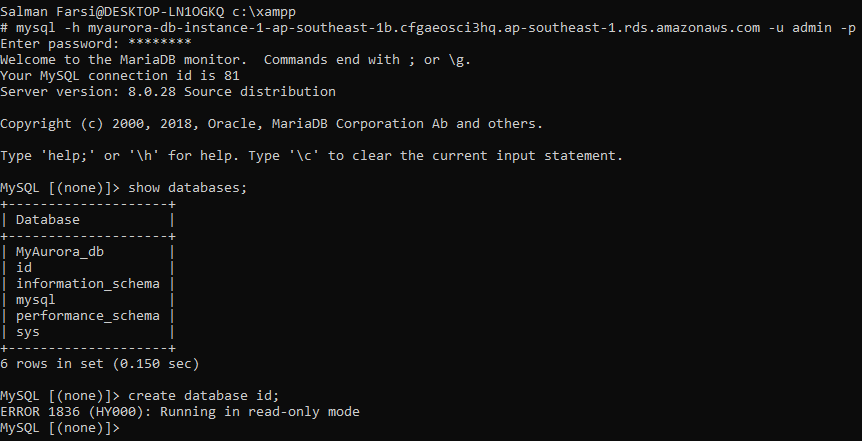 Salman Farsi@DESKTOP-LN1OGKQ c:\xampp
# mysql -h myaurora-db-instance-1-ap-southeast-1b.cfgaeosci3hq.ap-southeast-1.rds.amazonaws.com -u admin -p
Enter password: ********
Welcome to the MariaDB monitor.  Commands end with ; or \g.
Your MySQL connection id is 81
Server version: 8.0.28 Source distribution

Copyright (c) 2000, 2018, Oracle, MariaDB Corporation Ab and others.

Type 'help;' or '\h' for help. Type '\c' to clear the current input statement.

MySQL [(none)]> show databases;
+--------------------+
| Database           |
+--------------------+
| MyAurora_db        |
| id                 |
| information_schema |
| mysql              |
| performance_schema |
| sys                |
+--------------------+
6 rows in set (0.150 sec)

MySQL [(none)]> create database id;
ERROR 1836 (HY000): Running in read-only mode
MySQL [(none)]>